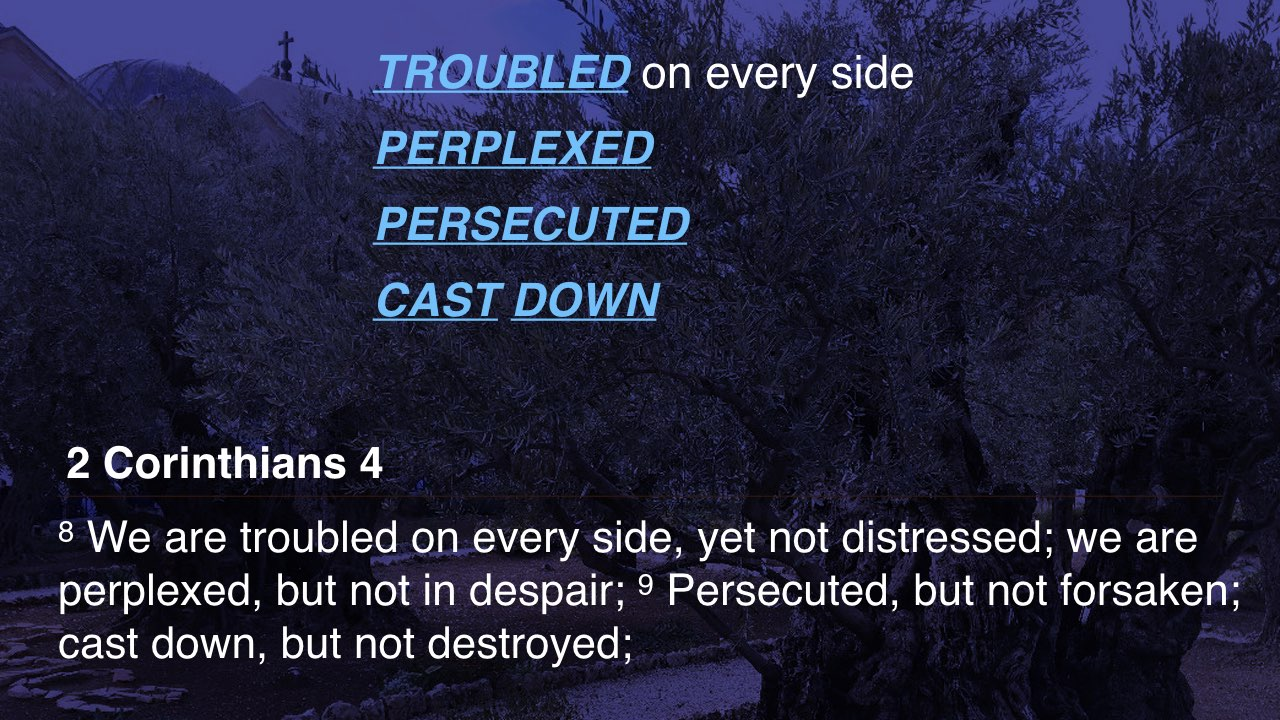 TROUBLED on every side
PERPLEXED
PERSECUTED
CAST DOWN
2 Corinthians 4
8 We are troubled on every side, yet not distressed; we are
perplexed, but not in despair; 9 Persecuted, but not forsaken;
cast down, but not destroyed;